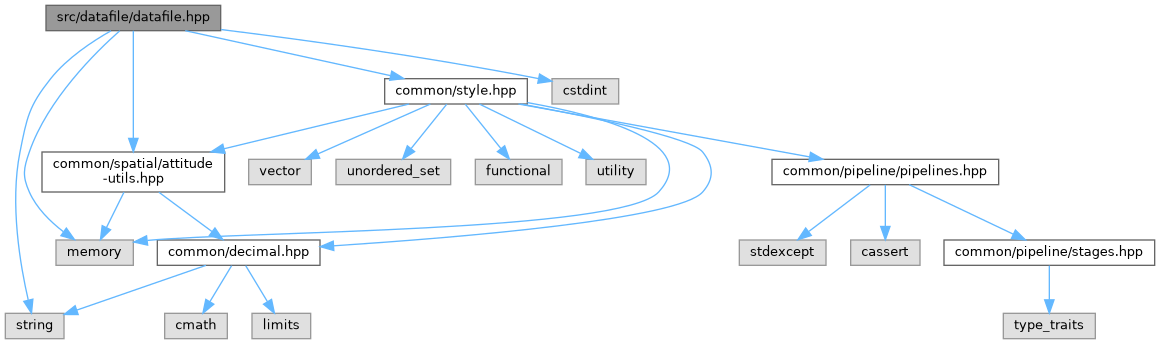 src/datafile/datafile.hpp
common/style.hpp
cstdint
common/spatial/attitude
-utils.hpp
vector
unordered_set
functional
utility
common/pipeline/pipelines.hpp
memory
common/decimal.hpp
stdexcept
cassert
common/pipeline/stages.hpp
string
cmath
limits
type_traits